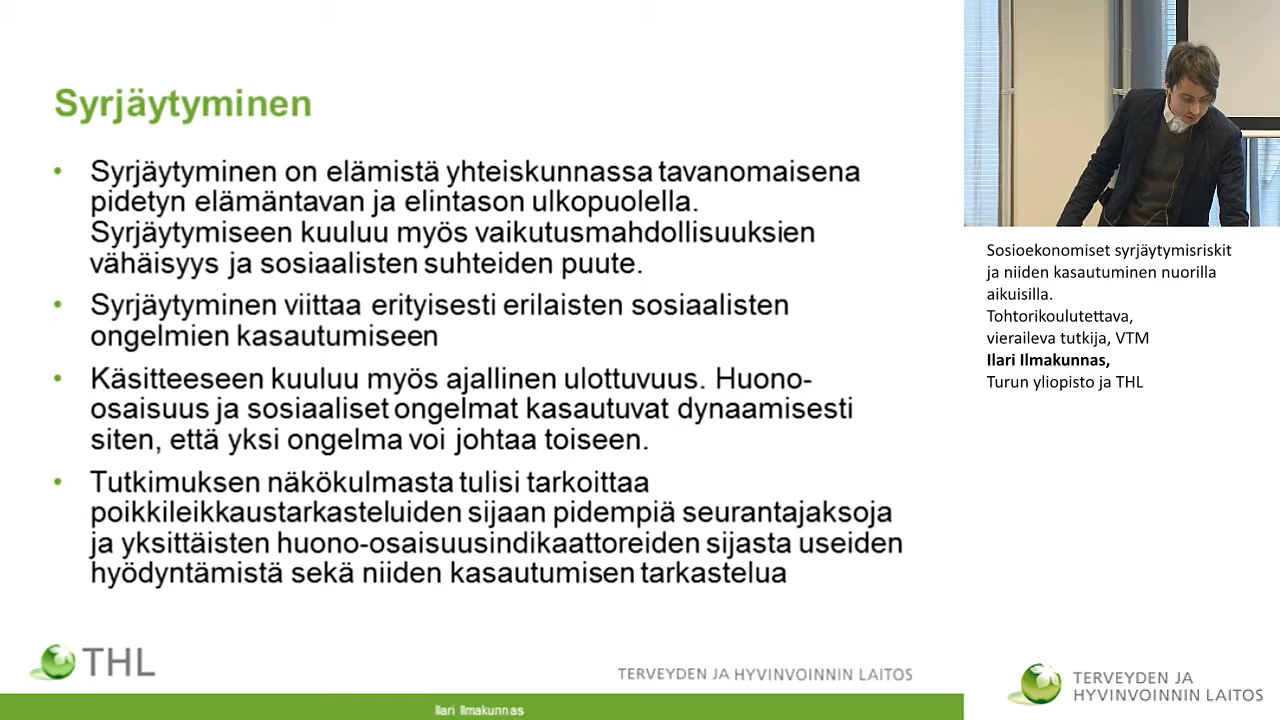 Syrjäytyminen
• Syrjäytyminen on elämistä yhteiskunnassa tavanomaisena
pidetyn elämäntavan ja elintason ulkopuolella.
Syrjäytymiseen kuuluu myös vaikutusmahdollisuuksien
vähäisyys ja sosiaalisten suhteiden puute.
• Syrjäytyminen viittaa erityisesti erilaisten sosiaalisten
ongelmien kasautumiseen
• Käsitteeseen kuuluu myös ajallinen ulottuvuus. Huono-
osaisuus ja sosiaaliset ongelmat kasautuvat dynaamisesti
siten, että yksi ongelma voi johtaa toiseen.
• Tutkimuksen näkökulmasta tulisi tarkoittaa
poikkileikkaustarkasteluiden sijaan pidempiä seurantajaksoja
ja yksittäisten huono-osaisuusindikaattoreiden sijasta useiden
hyödyntämistä sekä niiden kasautumisen tarkastelua
THL
TERVEYDEN JA HYVINVOINNIN LAITOS
Ilari Ilmakunnas
Sosioekonomiset syrjäytymisriskit
ja niiden kasautuminen nuorilla
aikuisilla.
Tohtorikoulutettava,
vieraileva tutkija, VTM
Ilari Ilmakunnas,
Turun yliopisto ja THL
TERVEYDEN JA
HYVINVOINNIN LAITOS